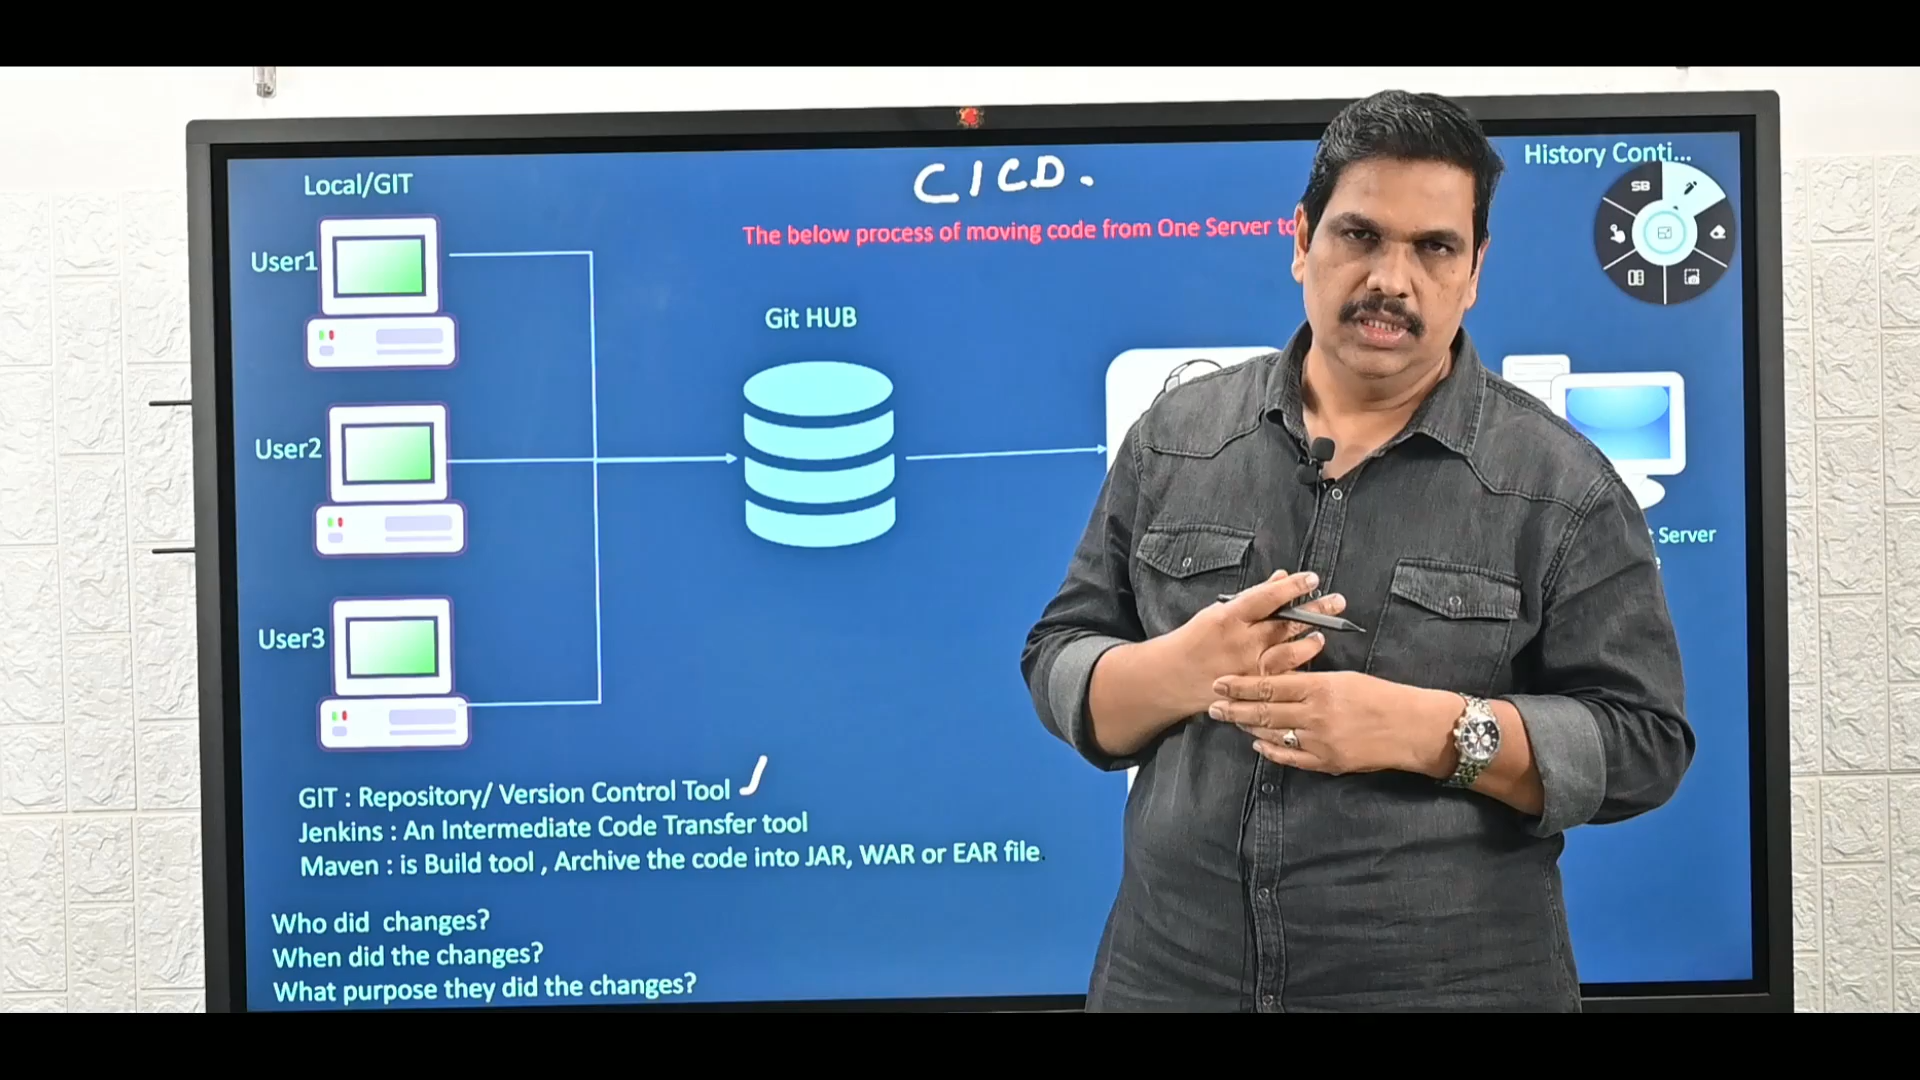 Local/GIT
CICD.
History Conti...
SB
The below process of moving code from One Server to
User1
Git HUB
User2
Server
User3
GIT : Repository/ Version Control Tool
Jenkins : An Intermediate Code Transfer tool
Maven : is Build tool , Archive the code into JAR, WAR or EAR file.
Who did changes?
When did the changes?
What purpose they did the changes?